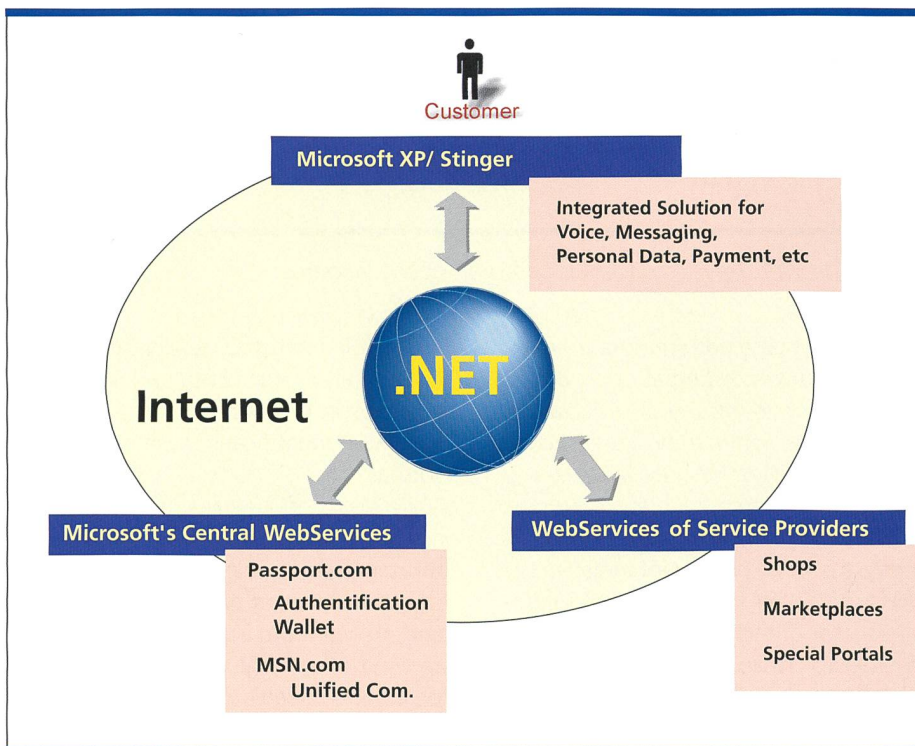 Customer
Microsoft XP/ Stinger
Integrated Solution for
Voice, Messaging,
Personal Data, Payment, etc
.NET
Internet
Microsoft's Central WebServices
Passport.com
Authentification
Wallet
MSN.com
Unified Com.
WebServices of Service Providers
Shops
Marketplaces
Special Portals